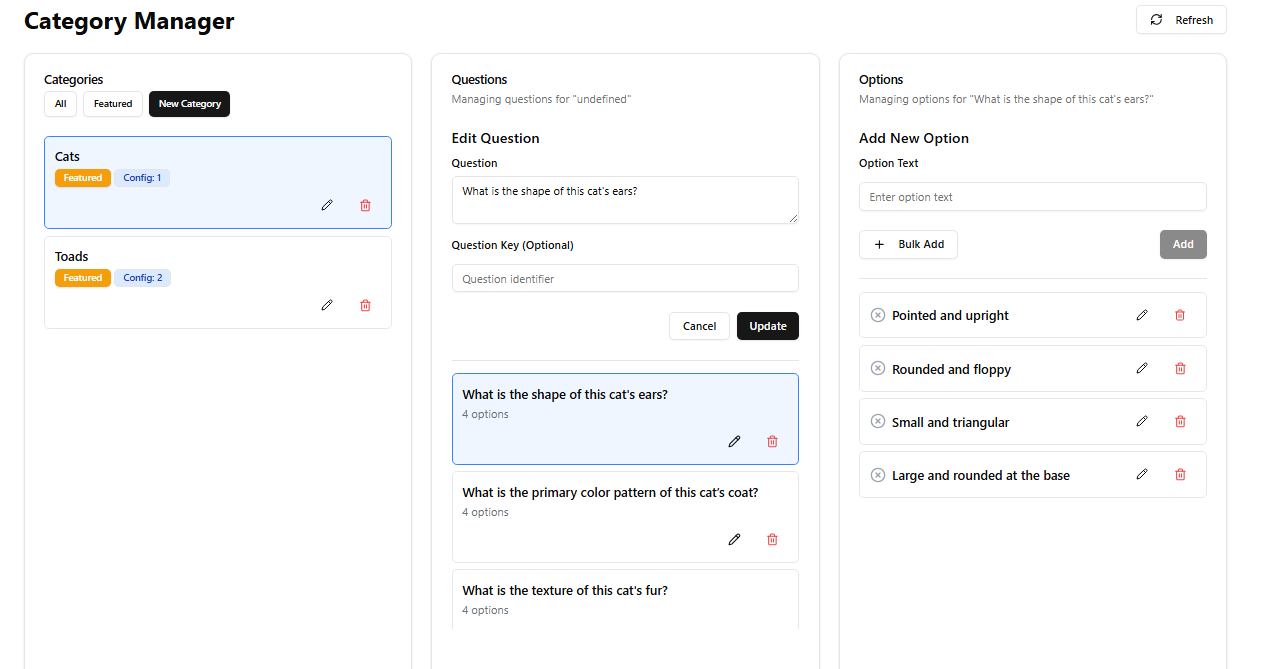 Category Manager
Refresh
Categories
All Featured New Category
Cats
Featured Config: 1
Toads
Featured Config: 2
Questions
Managing questions for "undefined"
Edit Question
Question
What is the shape of this cat's ears?
Question Key (Optional)
Question identifier
Cancel Update
What is the shape of this cat's ears?
4 options
What is the primary color pattern of this cat’s coat?
4 options
What is the texture of this cat's fur?
4 options
Options
Managing options for "What is the shape of this cat's ears?"
Add New Option
Option Text
Enter option text
Bulk Add Add
Pointed and upright
Rounded and floppy
Small and triangular
Large and rounded at the base